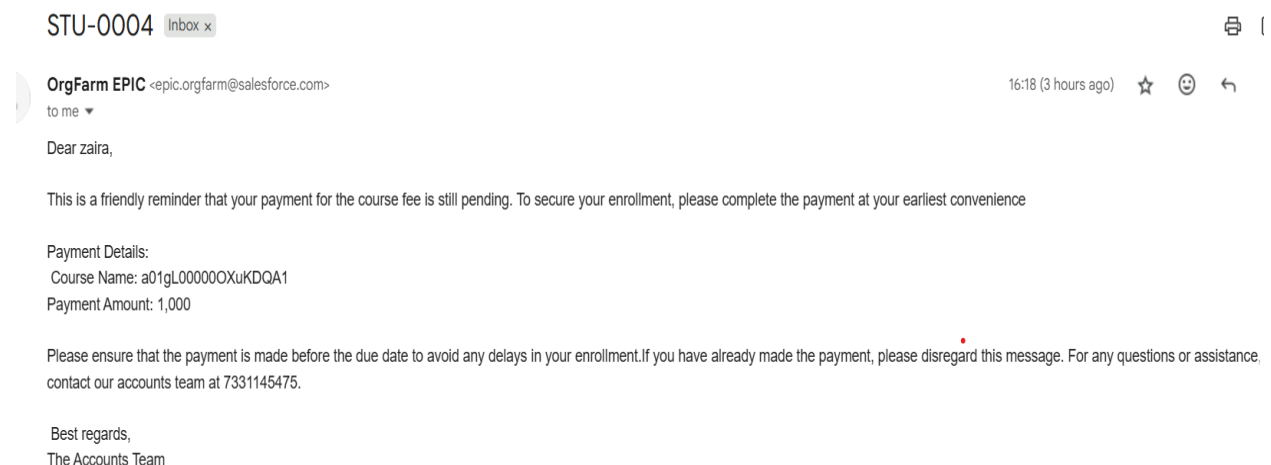 STU-0004 Inbox x
OrgFarm EPIC <epic.orgfarm@salesforce.com> 16:18 (3 hours ago)
to me
Dear zaira,
This is a friendly reminder that your payment for the course fee is still pending. To secure your enrollment, please complete the payment at your earliest convenience
Payment Details:
Course Name: a01gL00000OXuKDQA1
Payment Amount: 1,000
Please ensure that the payment is made before the due date to avoid any delays in your enrollment.If you have already made the payment, please disregard this message. For any questions or assistance,
contact our accounts team at 7331145475.
Best regards,
The Accounts Team